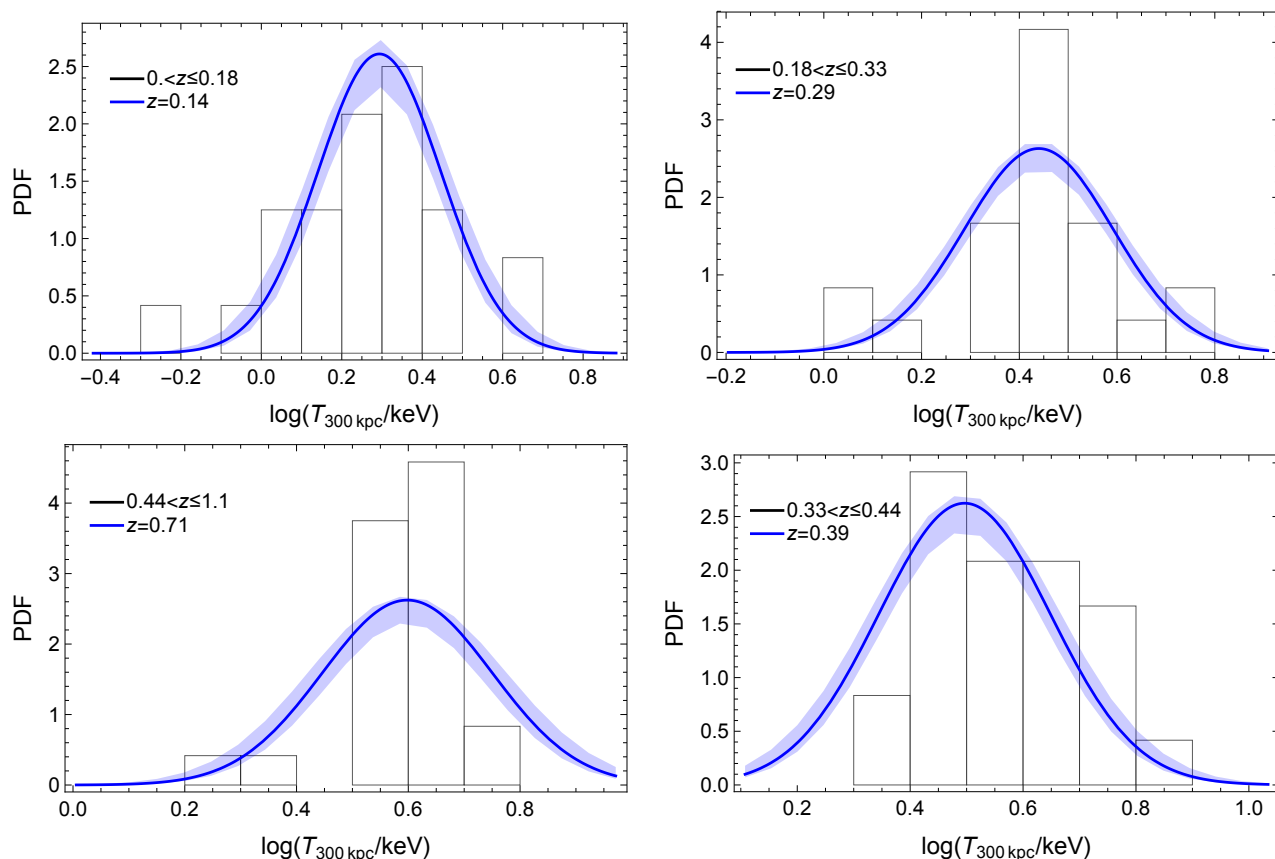 0.<z≤0.18
z=0.14
PDF
2.5
2.0
1.5
1.0
0.5
0.0
−0.4 −0.2 0.0 0.2 0.4 0.6 0.8
log(T300 kpc/keV)
0.18<z≤0.33
z=0.29
PDF
4
3
2
1
0
−0.2 0.0 0.2 0.4 0.6 0.8
log(T300 kpc/keV)
0.44<z≤1.1
z=0.71
PDF
4
3
2
1
0
0.0 0.2 0.4 0.6 0.8
log(T300 kpc/keV)
0.33<z≤0.44
z=0.39
PDF
3.0
2.5
2.0
1.5
1.0
0.5
0.0
0.2 0.4 0.6 0.8 1.0
log(T300 kpc/keV)